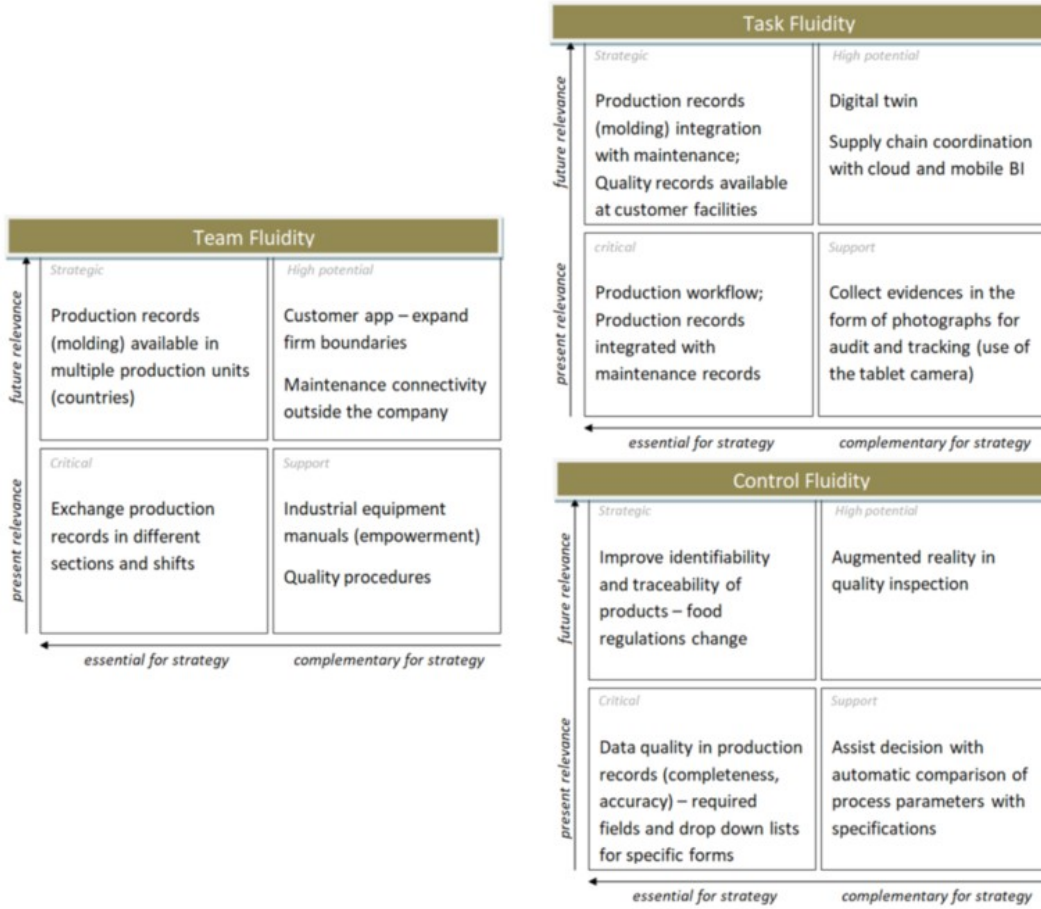 Team Fluidity
future relevance
present relevance
Strategic
Production records
(molding) available in
multiple production units
(countries)
High potential
Customer app – expand
firm boundaries
Maintenance connectivity
outside the company
Critical
Exchange production
records in different
sections and shifts
Support
Industrial equipment
manuals (empowerment)
Quality procedures
essential for strategy
complementary for strategy
Task Fluidity
future relevance
present relevance
Strategic
Production records
(molding) integration
with maintenance;
Quality records available
at customer facilities
High potential
Digital twin
Supply chain coordination
with cloud and mobile BI
critical
Production workflow;
Production records
integrated with
maintenance records
Support
Collect evidences in the
form of photographs for
audit and tracking (use of
the tablet camera)
essential for strategy
complementary for strategy
Control Fluidity
future relevance
present relevance
Strategic
Improve identifiability
and traceability of
products – food
regulations change
High potential
Augmented reality in
quality inspection
Critical
Data quality in production
records (completeness,
accuracy) – required
fields and drop down lists
for specific forms
Support
Assist decision with
automatic comparison of
process parameters with
specifications
essential for strategy
complementary for strategy